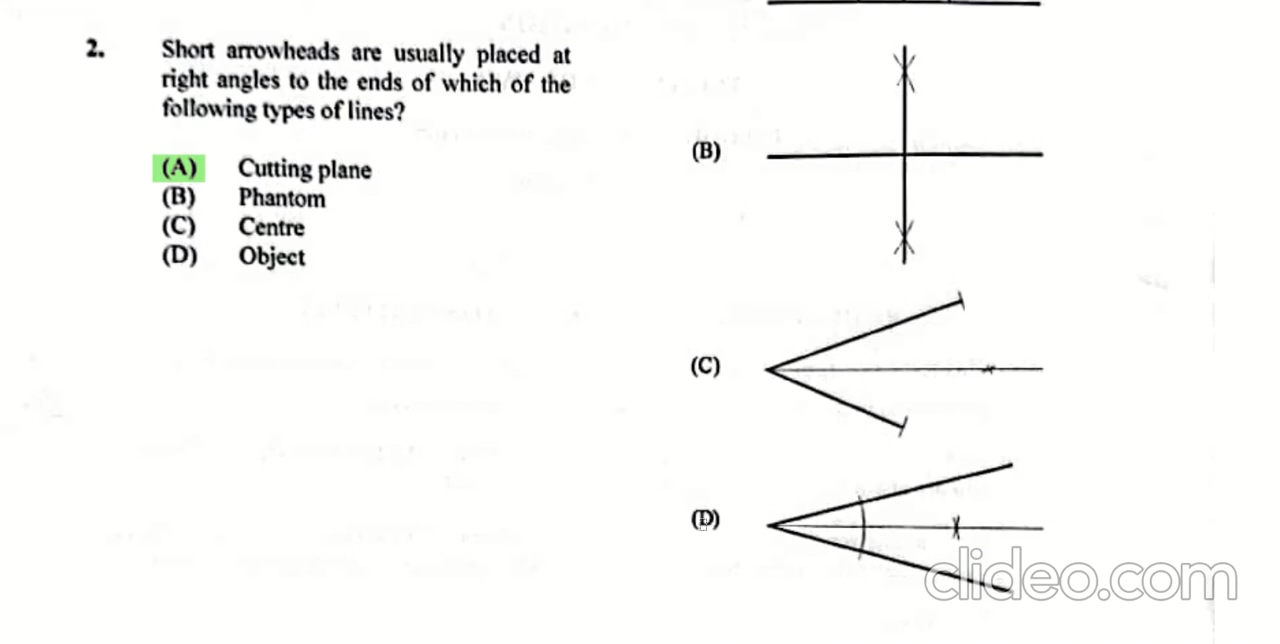 2. Short arrowheads are usually placed at
right angles to the ends of which of the
following types of lines?
(A) Cutting plane
(B) Phantom
(C) Centre
(D) Object
(B)
(C)
(D)
clideo.com